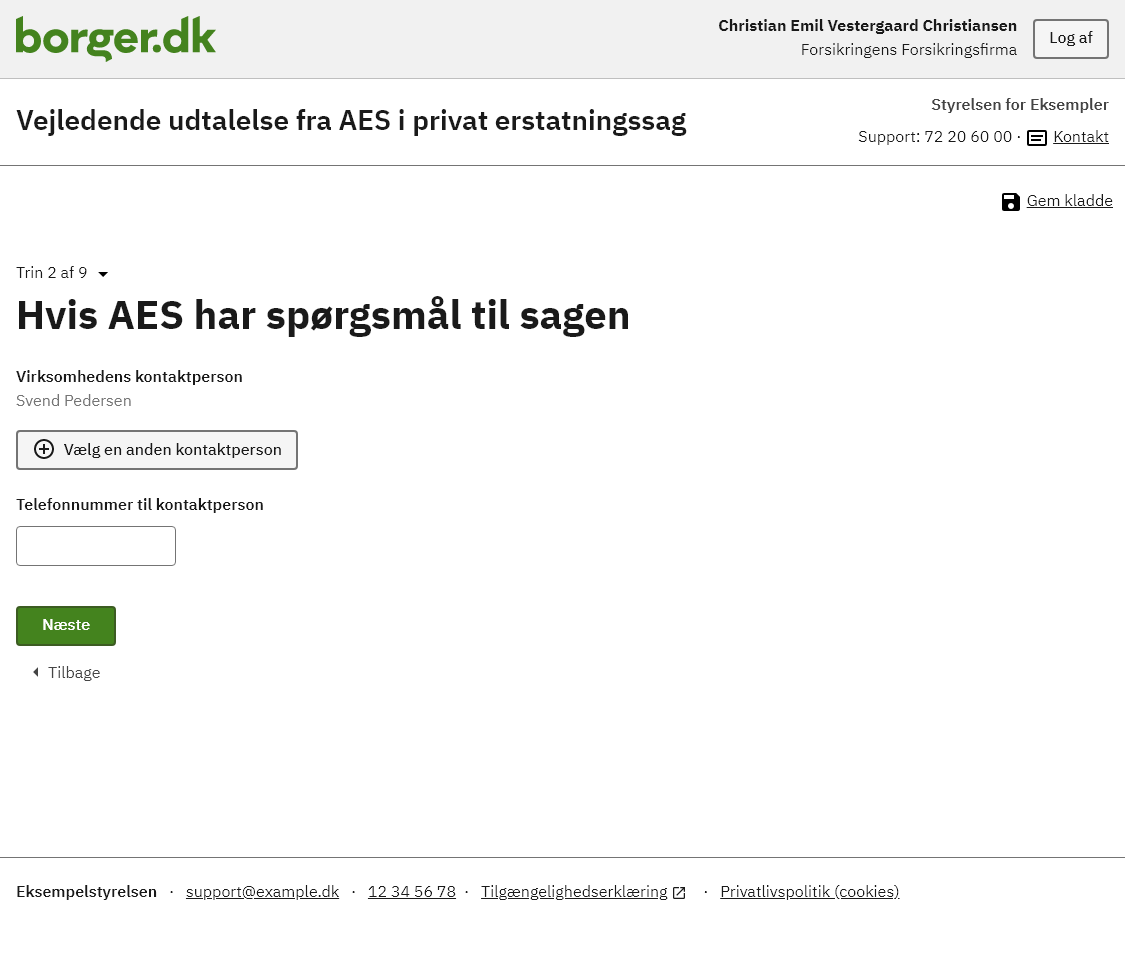 borger.dk
Christian Emil Vestergaard Christiansen
Forsikringens Forsikringsfirma
Log af
Vejledende udtalelse fra AES i privat erstatningssag
Styrelsen for Eksempler
Support: 72 20 60 00 · Kontakt
Gem kladde
Trin 2 af 9
Hvis AES har spørgsmål til sagen
Virksomhedens kontaktperson
Svend Pedersen
Vælg en anden kontaktperson
Telefonnummer til kontaktperson
Næste
Tilbage
Eksempelstyrelsen · support@example.dk · 12 34 56 78 · Tilgængelighedserklæring · Privatlivspolitik (cookies)